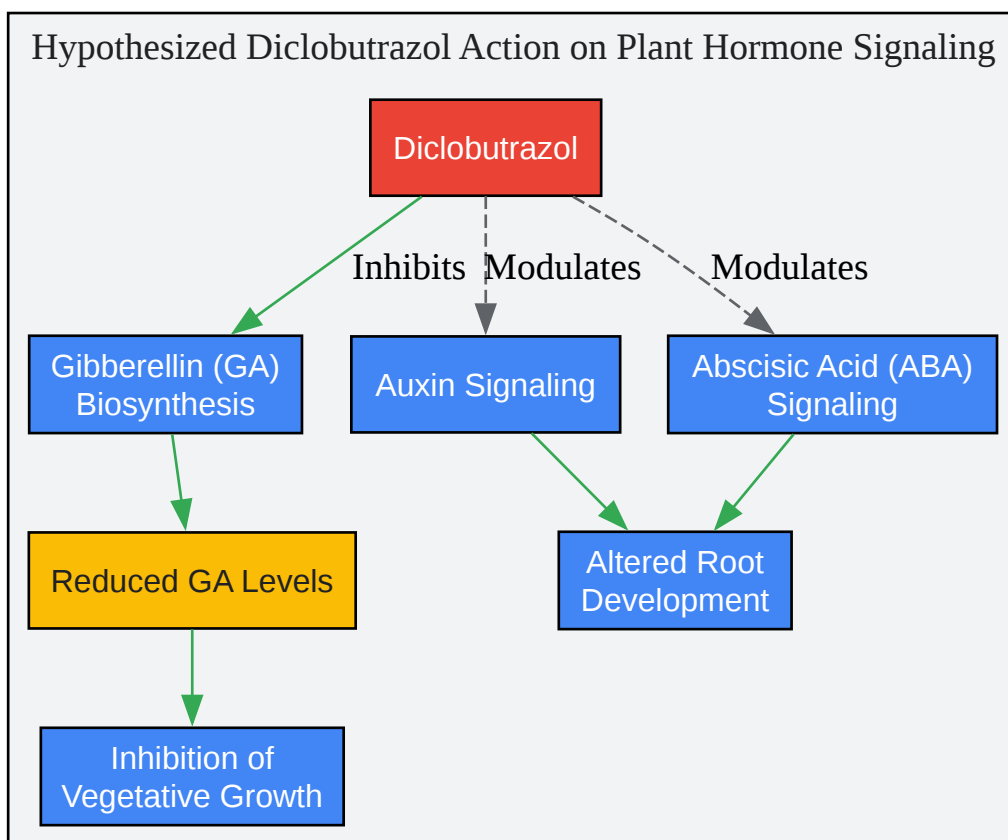 Hypothesized Diclobutrazol Action on Plant Hormone Signaling
Diclobutrazol
Inhibits
Modulates
Modulates
Gibberellin (GA)
Biosynthesis
Auxin Signaling
Abscisic Acid (ABA)
Signaling
Reduced GA Levels
Altered Root
Development
Inhibition of
Vegetative Growth